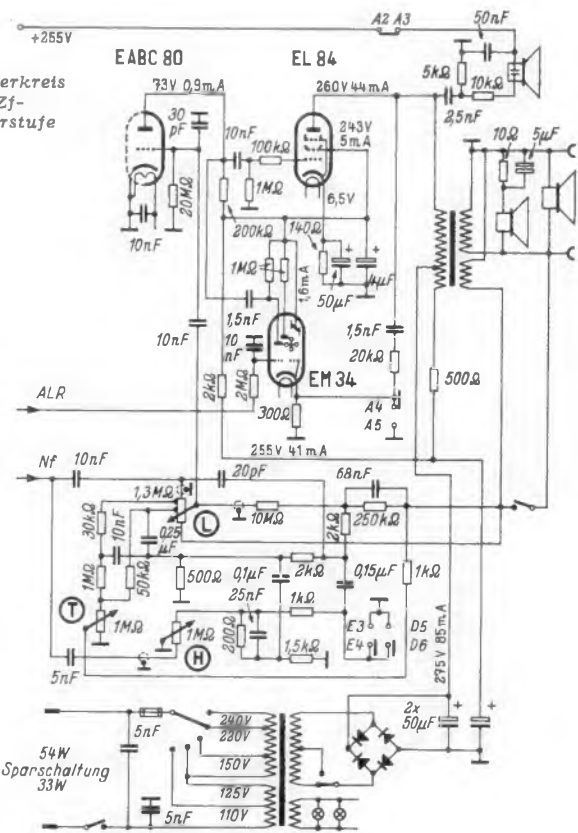 A2 A3
50nF
+255V
EABC 80
EL 84
5kΩ
10kΩ
erkreis
Zf-
rstufe
73V 0,9mA
260V 44mA
2,5nF
30
pF
243V
5mA
10nF
100kΩ
10Ω
5µF
20MΩ
1MΩ
6,5V
10nF
200kΩ
140Ω
1MΩ
1,6mA
50µF
4µF
1,5nF
10nF
10
nF
1,5nF
20kΩ
EM 34
500Ω
ALR
2kΩ
2MΩ
300Ω
A4
A5
255V 41mA
Nf
10nF
20pF
68nF
1,3MΩ
L
10MΩ
250kΩ
30kΩ
10nF
0,25
µF
2kΩ
1MΩ
50kΩ
500Ω
0,1µF
2kΩ
0,15µF
1kΩ
T
1MΩ
1MΩ
H
25nF
1kΩ
200Ω
1,5kΩ
E3
D5
E4
D6
275V 85mA
5nF
2x
50µF
5nF
240V
220V
54W
Sparschaltung
33W
150V
125V
5nF
110V